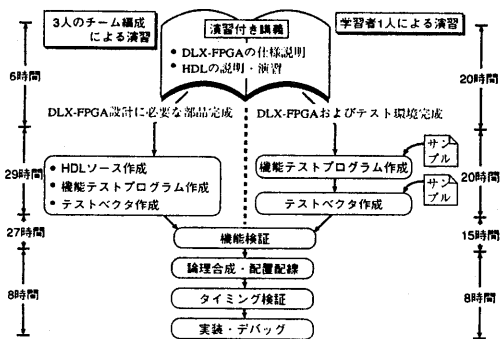 3人のチーム編成
による演習
演習付き講義
● DLX-FPGAの仕様説明
● HDLの説明・演習
学習者1人による演習
6時間
20時間
DLX-FPGA設計に必要な部品完成
DLX-FPGAおよびテスト環境完成
29時間
● HDLソース作成
● 機能テストプログラム作成
● テストベクタ作成
サンプル
機能テストプログラム作成
サンプル
テストベクタ作成
20時間
27時間
機能検証
15時間
論理合成・配置配線
8時間
タイミング検証
8時間
実装・デバッグ